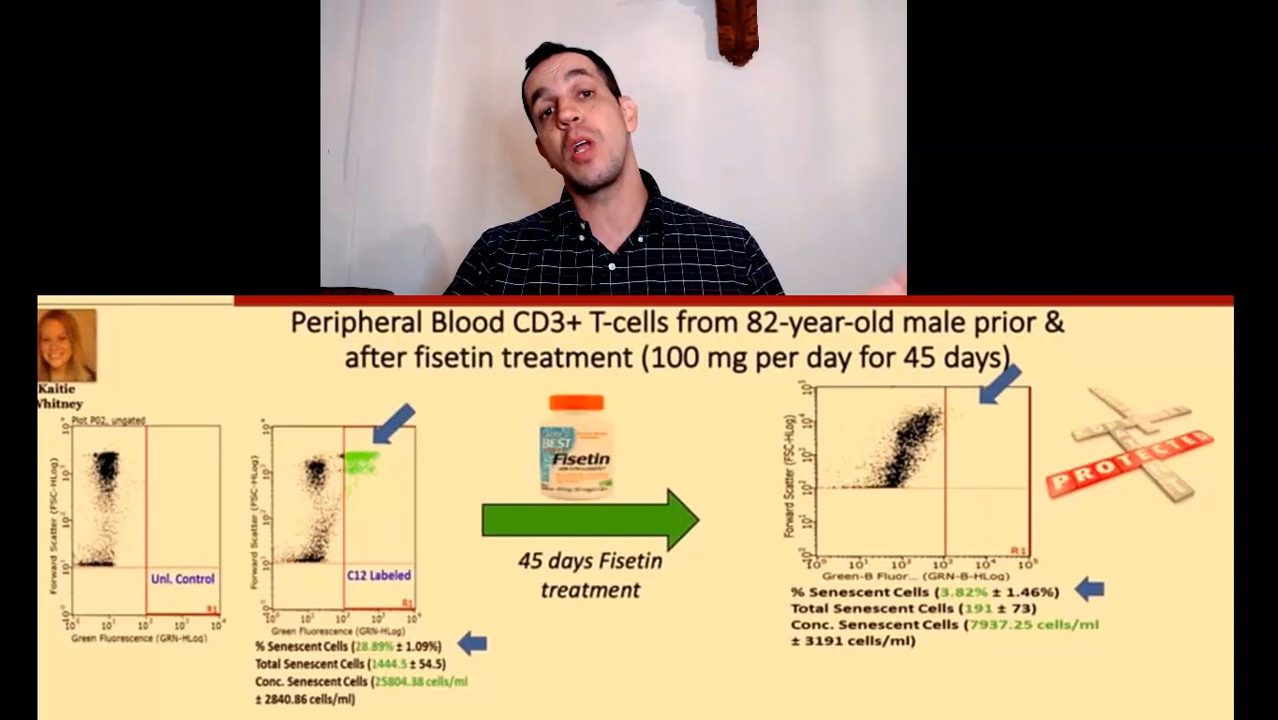 Peripheral Blood CD3+ T-cells from 82-year-old male prior &
after fisetin treatment (100 mg per day for 45 days)
Kaitie
Whitney
Plot P02, ungated
Forward Scatter (FSC-HLog)
Unl. Control
R1
Green Fluorescence (GRN-HLog)
Forward Scatter (FSC-HLog)
C12 Labeled
R1
Green Fluorescence (GRN-HLog)
% Senescent Cells (28.89% ± 1.09%)
Total Senescent Cells (1444.5 ± 54.5)
Conc. Senescent Cells (25804.38 cells/ml
± 2840.86 cells/ml)
BEST
Fisetin
45 days Fisetin
treatment
Forward Scatter (FSC-HLog)
R1
Green-B Fluor... (GRN-B-HLog)
% Senescent Cells (3.82% ± 1.46%)
Total Senescent Cells (191 ± 73)
Conc. Senescent Cells (7937.25 cells/ml
± 3191 cells/ml)
PROTECTED